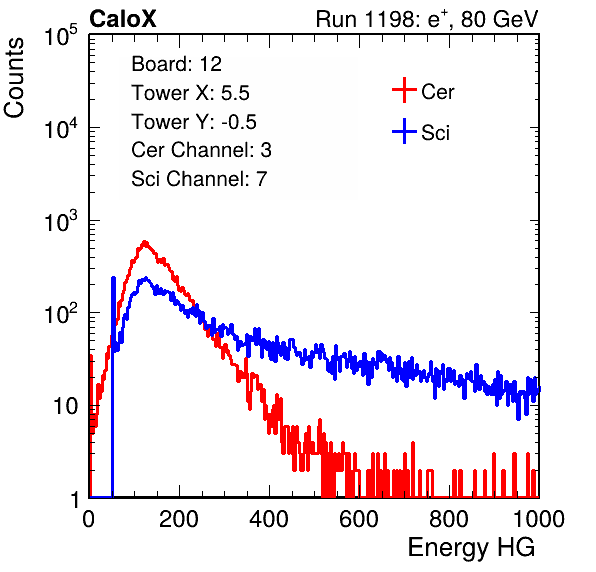 CaloX Run 1198: e⁺, 80 GeV
Counts
10⁵
10⁴
10³
10²
10
1
Board: 12
Tower X: 5.5
Tower Y: -0.5
Cer Channel: 3
Sci Channel: 7
Cer
Sci
0 200 400 600 800 1000
Energy HG